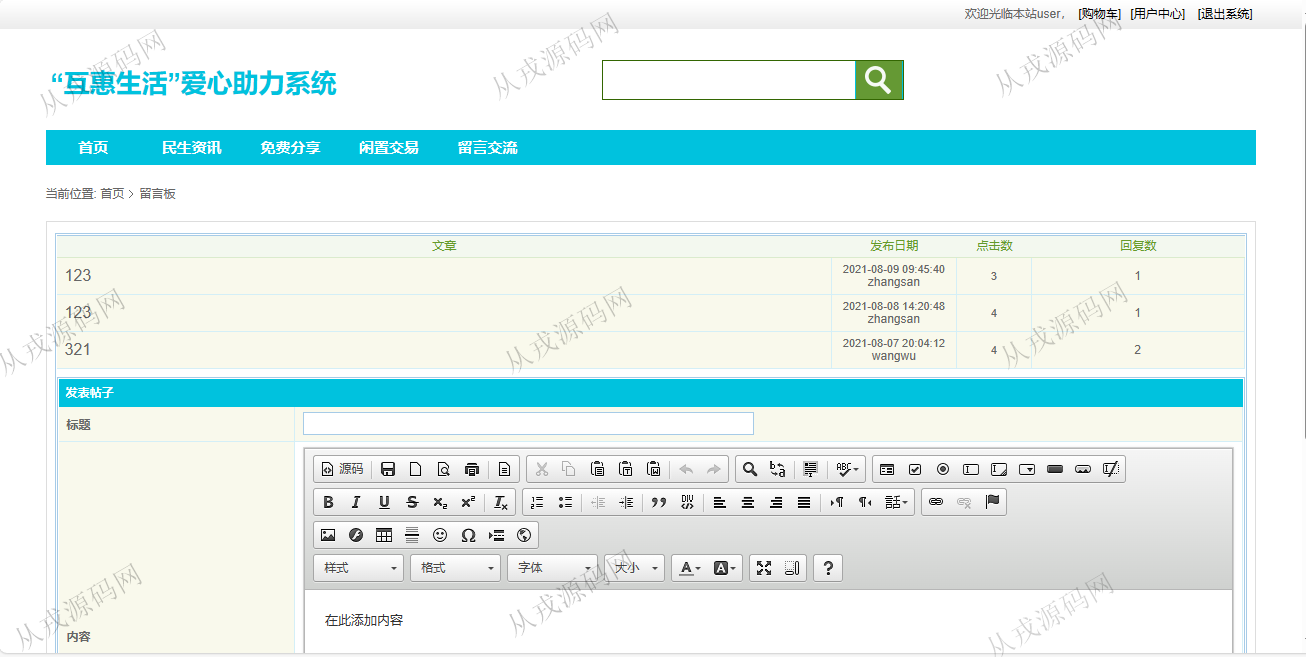 欢迎光临本站user， [购物车] [用户中心] [退出系统]
“互惠生活”爱心助力系统
首页 民生资讯 免费分享 闲置交易 留言交流
当前位置: 首页 > 留言板
文章 发布日期 点击数 回复数
123 2021-08-09 09:45:40 3 1
zhangsan
123 2021-08-08 14:20:48 4 1
zhangsan
321 2021-08-07 20:04:12 4 2
wangwu
发表帖子
标题
源码
样式 格式 字体 大小
在此添加内容
内容
从戎源码网
从戎源码网
从戎源码网
从戎源码网
从戎源码网
从戎源码网
从戎源码网
从戎源码网
从戎源码网